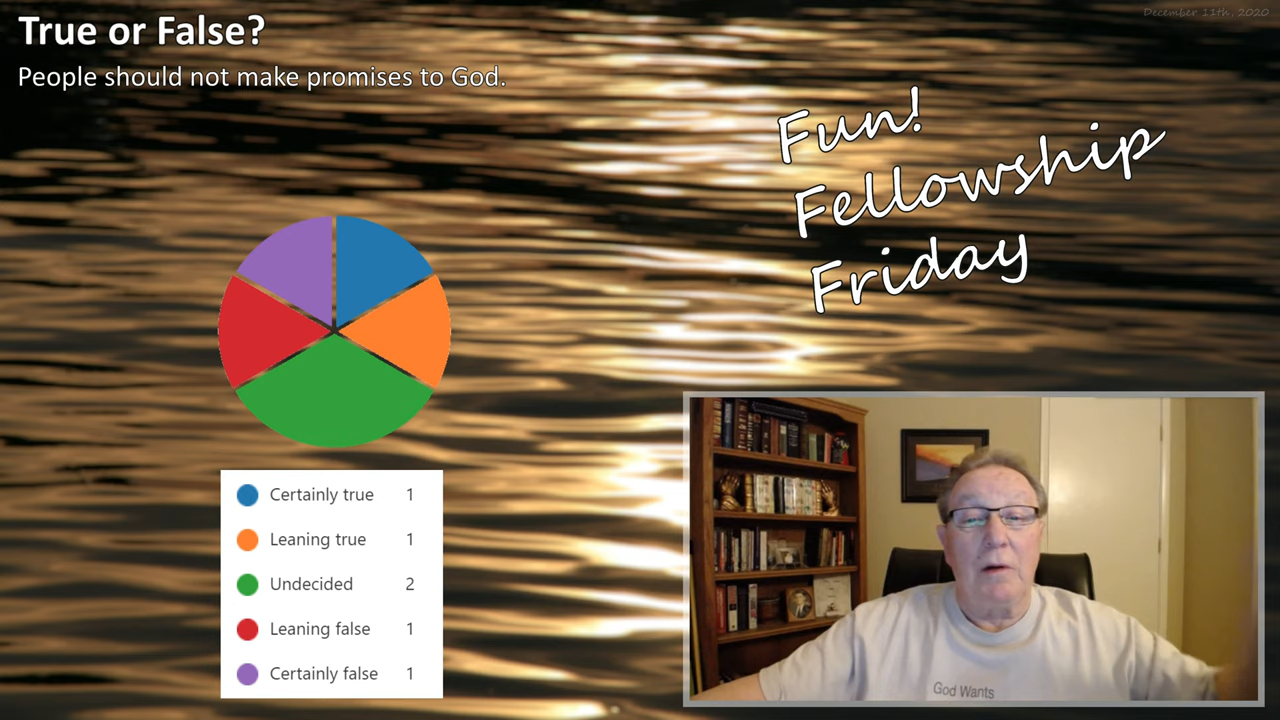 December 11th, 2020
True or False?
People should not make promises to God.
Fun!
Fellowship
Friday
Certainly true 1
Leaning true 1
Undecided 2
Leaning false 1
Certainly false 1
God Wants